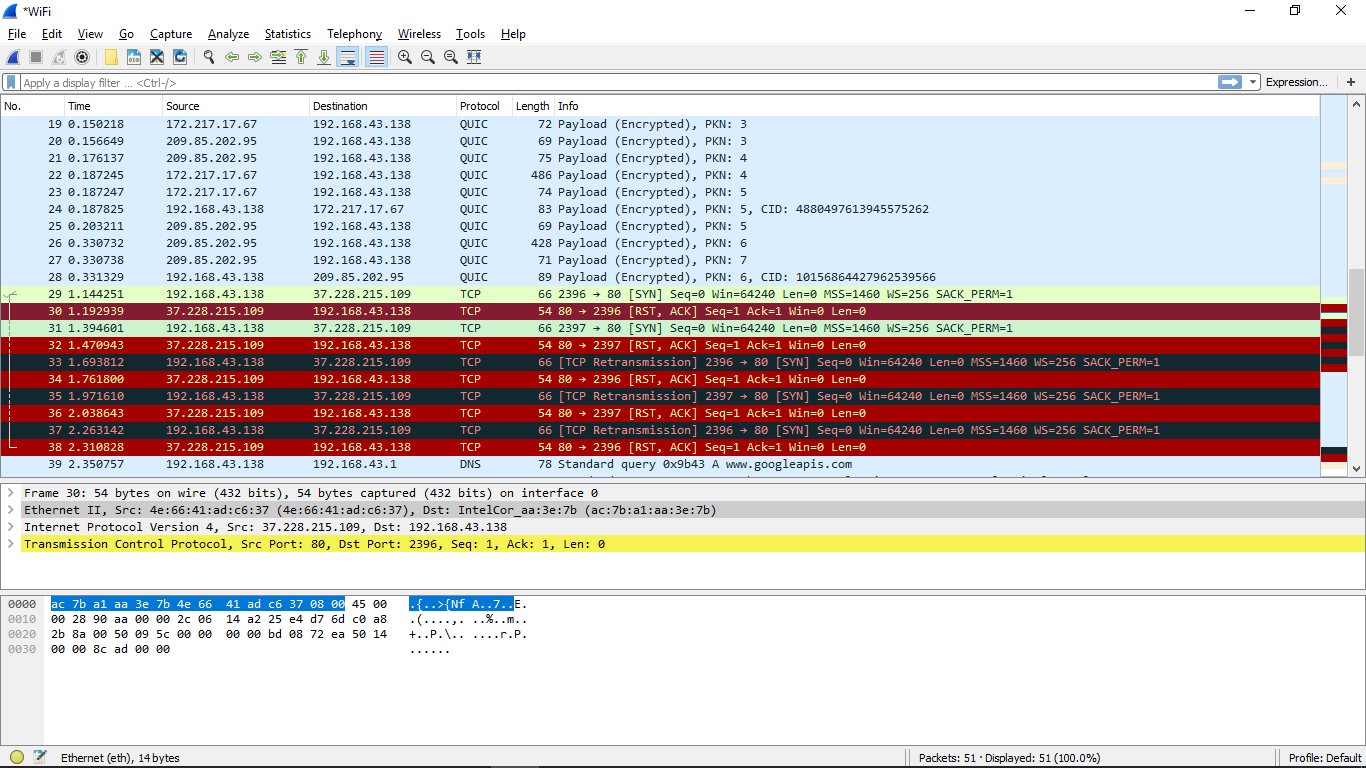 *WiFi
File Edit View Go Capture Analyze Statistics Telephony Wireless Tools Help
Apply a display filter ... <Ctrl-/> Expression... +
No. Time Source Destination Protocol Length Info
19 0.150218 172.217.17.67 192.168.43.138 QUIC 72 Payload (Encrypted), PKN: 3
20 0.156649 209.85.202.95 192.168.43.138 QUIC 69 Payload (Encrypted), PKN: 3
21 0.176137 209.85.202.95 192.168.43.138 QUIC 75 Payload (Encrypted), PKN: 4
22 0.187245 172.217.17.67 192.168.43.138 QUIC 486 Payload (Encrypted), PKN: 4
23 0.187247 172.217.17.67 192.168.43.138 QUIC 74 Payload (Encrypted), PKN: 5
24 0.187825 192.168.43.138 172.217.17.67 QUIC 83 Payload (Encrypted), PKN: 5, CID: 4880497613945575262
25 0.203211 209.85.202.95 192.168.43.138 QUIC 69 Payload (Encrypted), PKN: 5
26 0.330732 209.85.202.95 192.168.43.138 QUIC 428 Payload (Encrypted), PKN: 6
27 0.330738 209.85.202.95 192.168.43.138 QUIC 71 Payload (Encrypted), PKN: 7
28 0.331329 192.168.43.138 209.85.202.95 QUIC 89 Payload (Encrypted), PKN: 6, CID: 10156864427962539566
29 1.144251 192.168.43.138 37.228.215.109 TCP 66 2396 → 80 [SYN] Seq=0 Win=64240 Len=0 MSS=1460 WS=256 SACK_PERM=1
30 1.192939 37.228.215.109 192.168.43.138 TCP 54 80 → 2396 [RST, ACK] Seq=1 Ack=1 Win=0 Len=0
31 1.394601 192.168.43.138 37.228.215.109 TCP 66 2397 → 80 [SYN] Seq=0 Win=64240 Len=0 MSS=1460 WS=256 SACK_PERM=1
32 1.470943 37.228.215.109 192.168.43.138 TCP 54 80 → 2397 [RST, ACK] Seq=1 Ack=1 Win=0 Len=0
33 1.693812 192.168.43.138 37.228.215.109 TCP 66 [TCP Retransmission] 2396 → 80 [SYN] Seq=0 Win=64240 Len=0 MSS=1460 WS=256 SACK_PERM=1
34 1.761800 37.228.215.109 192.168.43.138 TCP 54 80 → 2396 [RST, ACK] Seq=1 Ack=1 Win=0 Len=0
35 1.971610 192.168.43.138 37.228.215.109 TCP 66 [TCP Retransmission] 2397 → 80 [SYN] Seq=0 Win=64240 Len=0 MSS=1460 WS=256 SACK_PERM=1
36 2.038643 37.228.215.109 192.168.43.138 TCP 54 80 → 2397 [RST, ACK] Seq=1 Ack=1 Win=0 Len=0
37 2.263142 192.168.43.138 37.228.215.109 TCP 66 [TCP Retransmission] 2396 → 80 [SYN] Seq=0 Win=64240 Len=0 MSS=1460 WS=256 SACK_PERM=1
38 2.310828 37.228.215.109 192.168.43.138 TCP 54 80 → 2396 [RST, ACK] Seq=1 Ack=1 Win=0 Len=0
39 2.350757 192.168.43.138 192.168.43.1 DNS 78 Standard query 0x9b43 A www.googleapis.com
Frame 30: 54 bytes on wire (432 bits), 54 bytes captured (432 bits) on interface 0
Ethernet II, Src: 4e:66:41:ad:c6:37 (4e:66:41:ad:c6:37), Dst: IntelCor_aa:3e:7b (ac:7b:a1:aa:3e:7b)
Internet Protocol Version 4, Src: 37.228.215.109, Dst: 192.168.43.138
Transmission Control Protocol, Src Port: 80, Dst Port: 2396, Seq: 1, Ack: 1, Len: 0
0000 ac 7b a1 aa 3e 7b 4e 66 41 ad c6 37 08 00 45 00 .{..>{Nf A..7..E.
0010 00 28 90 aa 00 00 2c 06 14 a2 25 e4 d7 6d c0 a8 .(....,. ..%..m..
0020 2b 8a 00 50 09 5c 00 00 00 00 bd 08 72 ea 50 14 +..P.\.. ....r.P.
0030 00 00 8c ad 00 00 ......
Ethernet (eth), 14 bytes Packets: 51 · Displayed: 51 (100.0%) Profile: Default